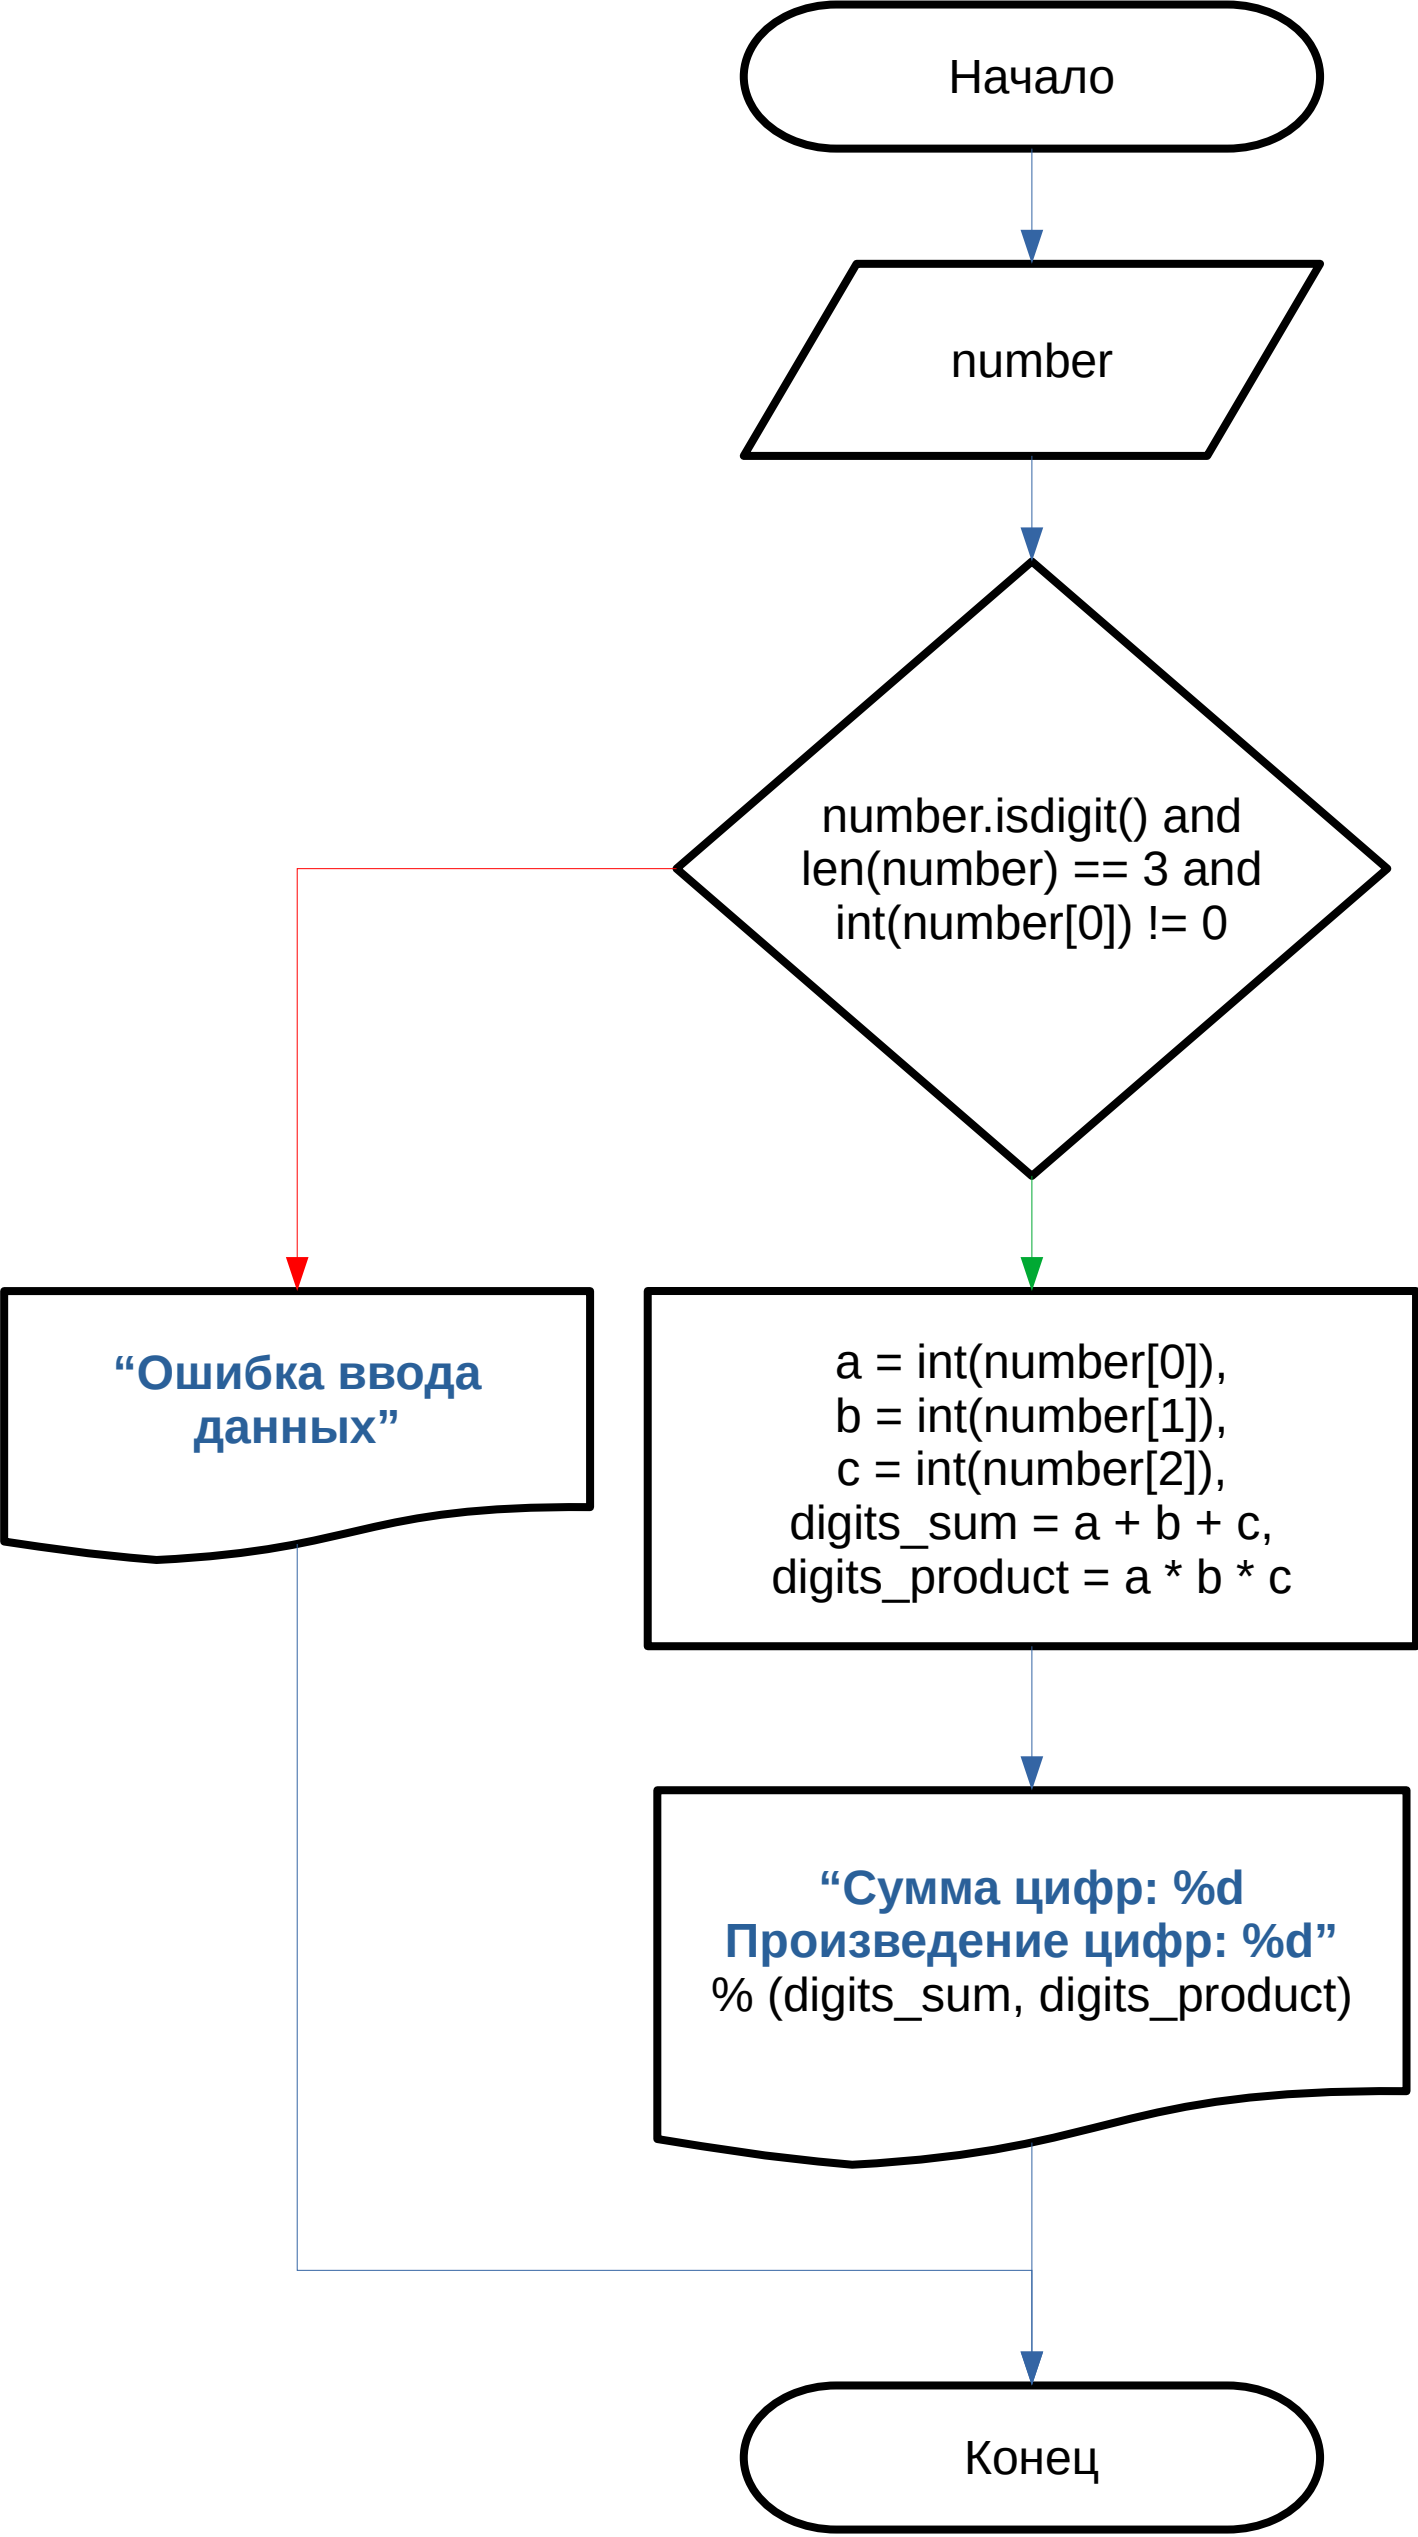 Начало
number
number.isdigit() and
len(number) == 3 and
int(number[0]) != 0
“Ошибка ввода
данных”
a = int(number[0]),
b = int(number[1]),
c = int(number[2]),
digits_sum = a + b + c,
digits_product = a * b * c
“Сумма цифр: %d
Произведение цифр: %d”
% (digits_sum, digits_product)
Конец